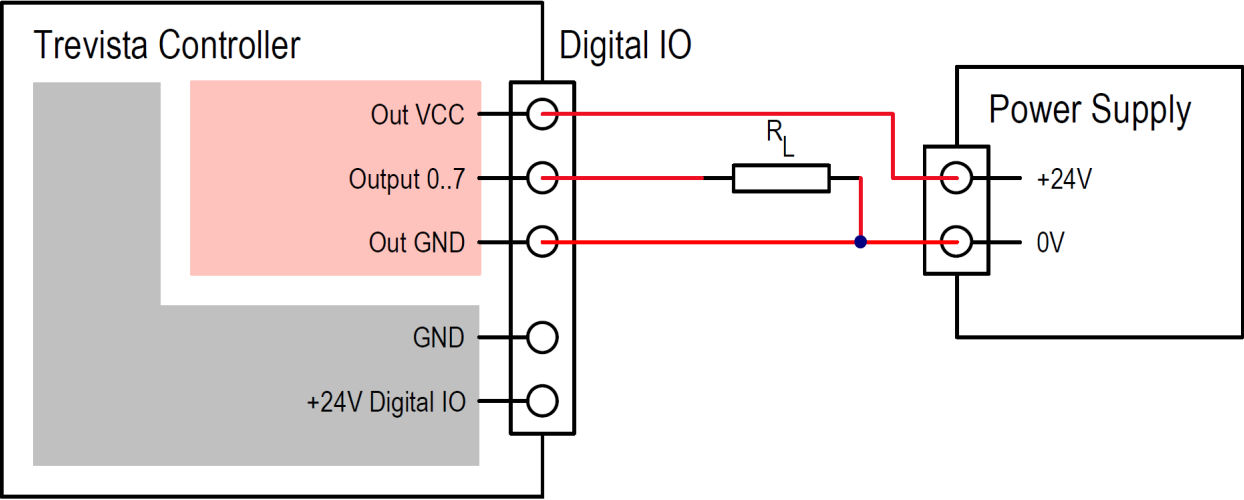 Trevista Controller
Digital IO
Power Supply
Out VCC
R_L
Output 0..7
+24V
Out GND
0V
GND
+24V Digital IO